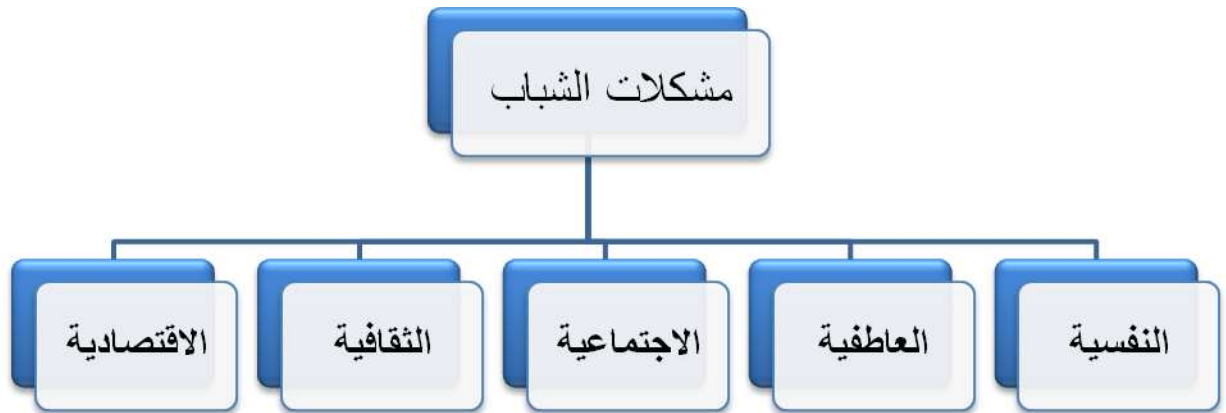 مشكلات الشباب
النفسية
العاطفية
الاجتماعية
الثقافية
الاقتصادية